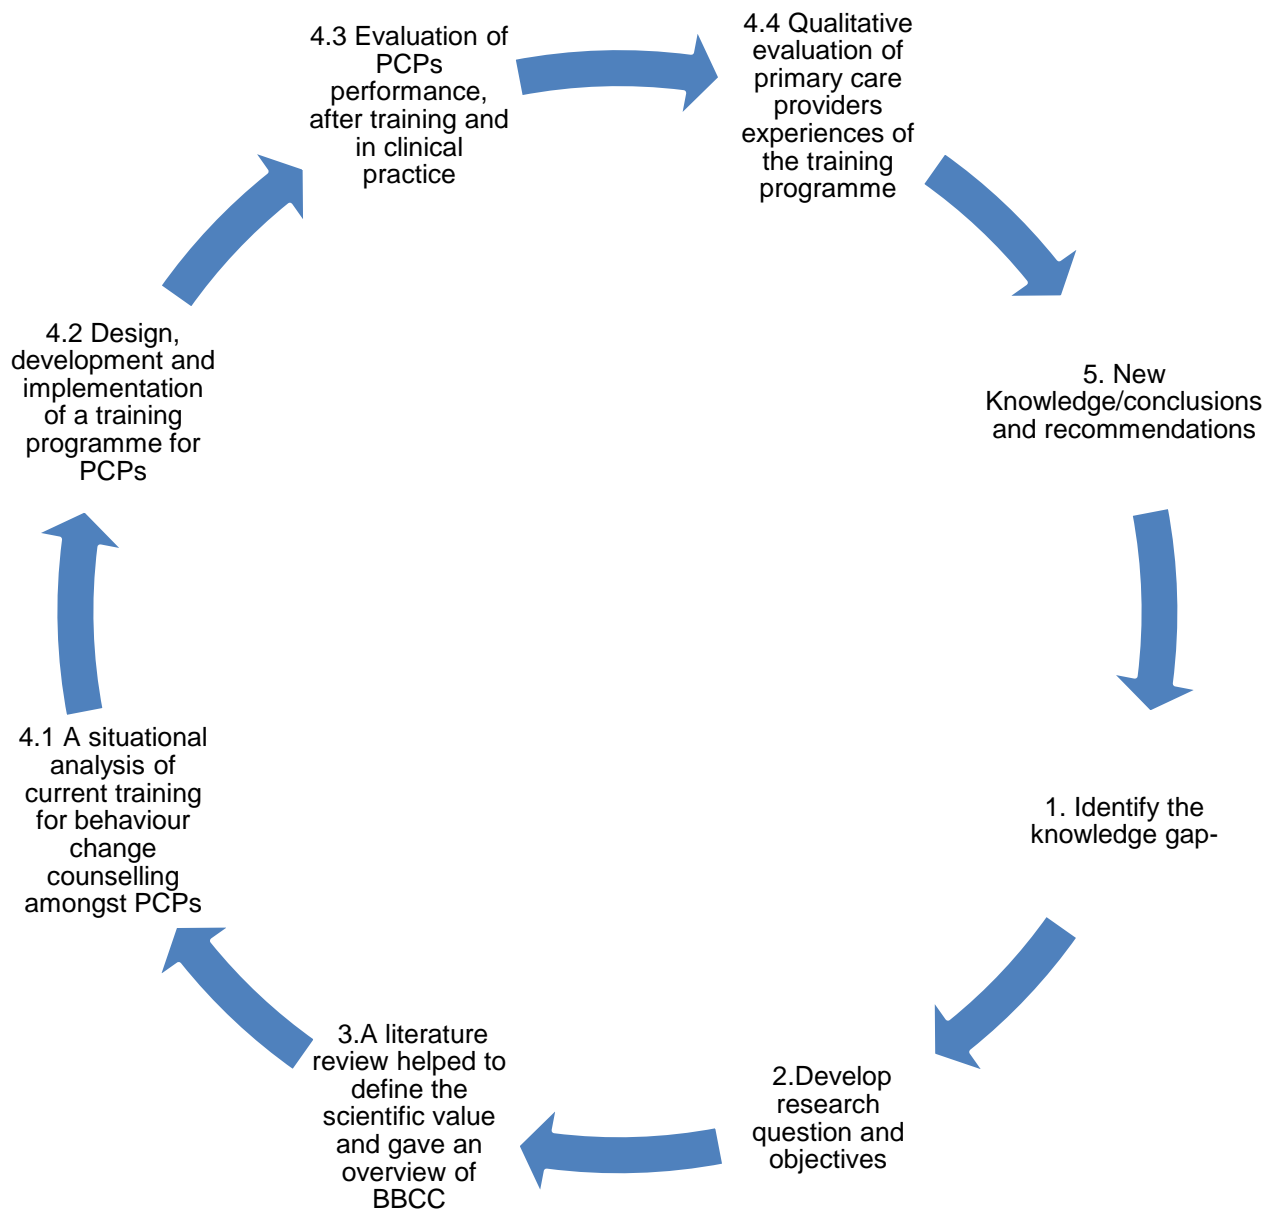 4.3 Evaluation of
PCPs
performance,
after training and
in clinical
practice
4.4 Qualitative
evaluation of
primary care
providers
experiences of
the training
programme
5. New
Knowledge/conclusions
and recommendations
1. Identify the
knowledge gap-
2.Develop
research
question and
objectives
3.A literature
review helped to
define the
scientific value
and gave an
overview of
BBCC
4.1 A situational
analysis of
current training
for behaviour
change
counselling
amongst PCPs
4.2 Design,
development and
implementation
of a training
programme for
PCPs